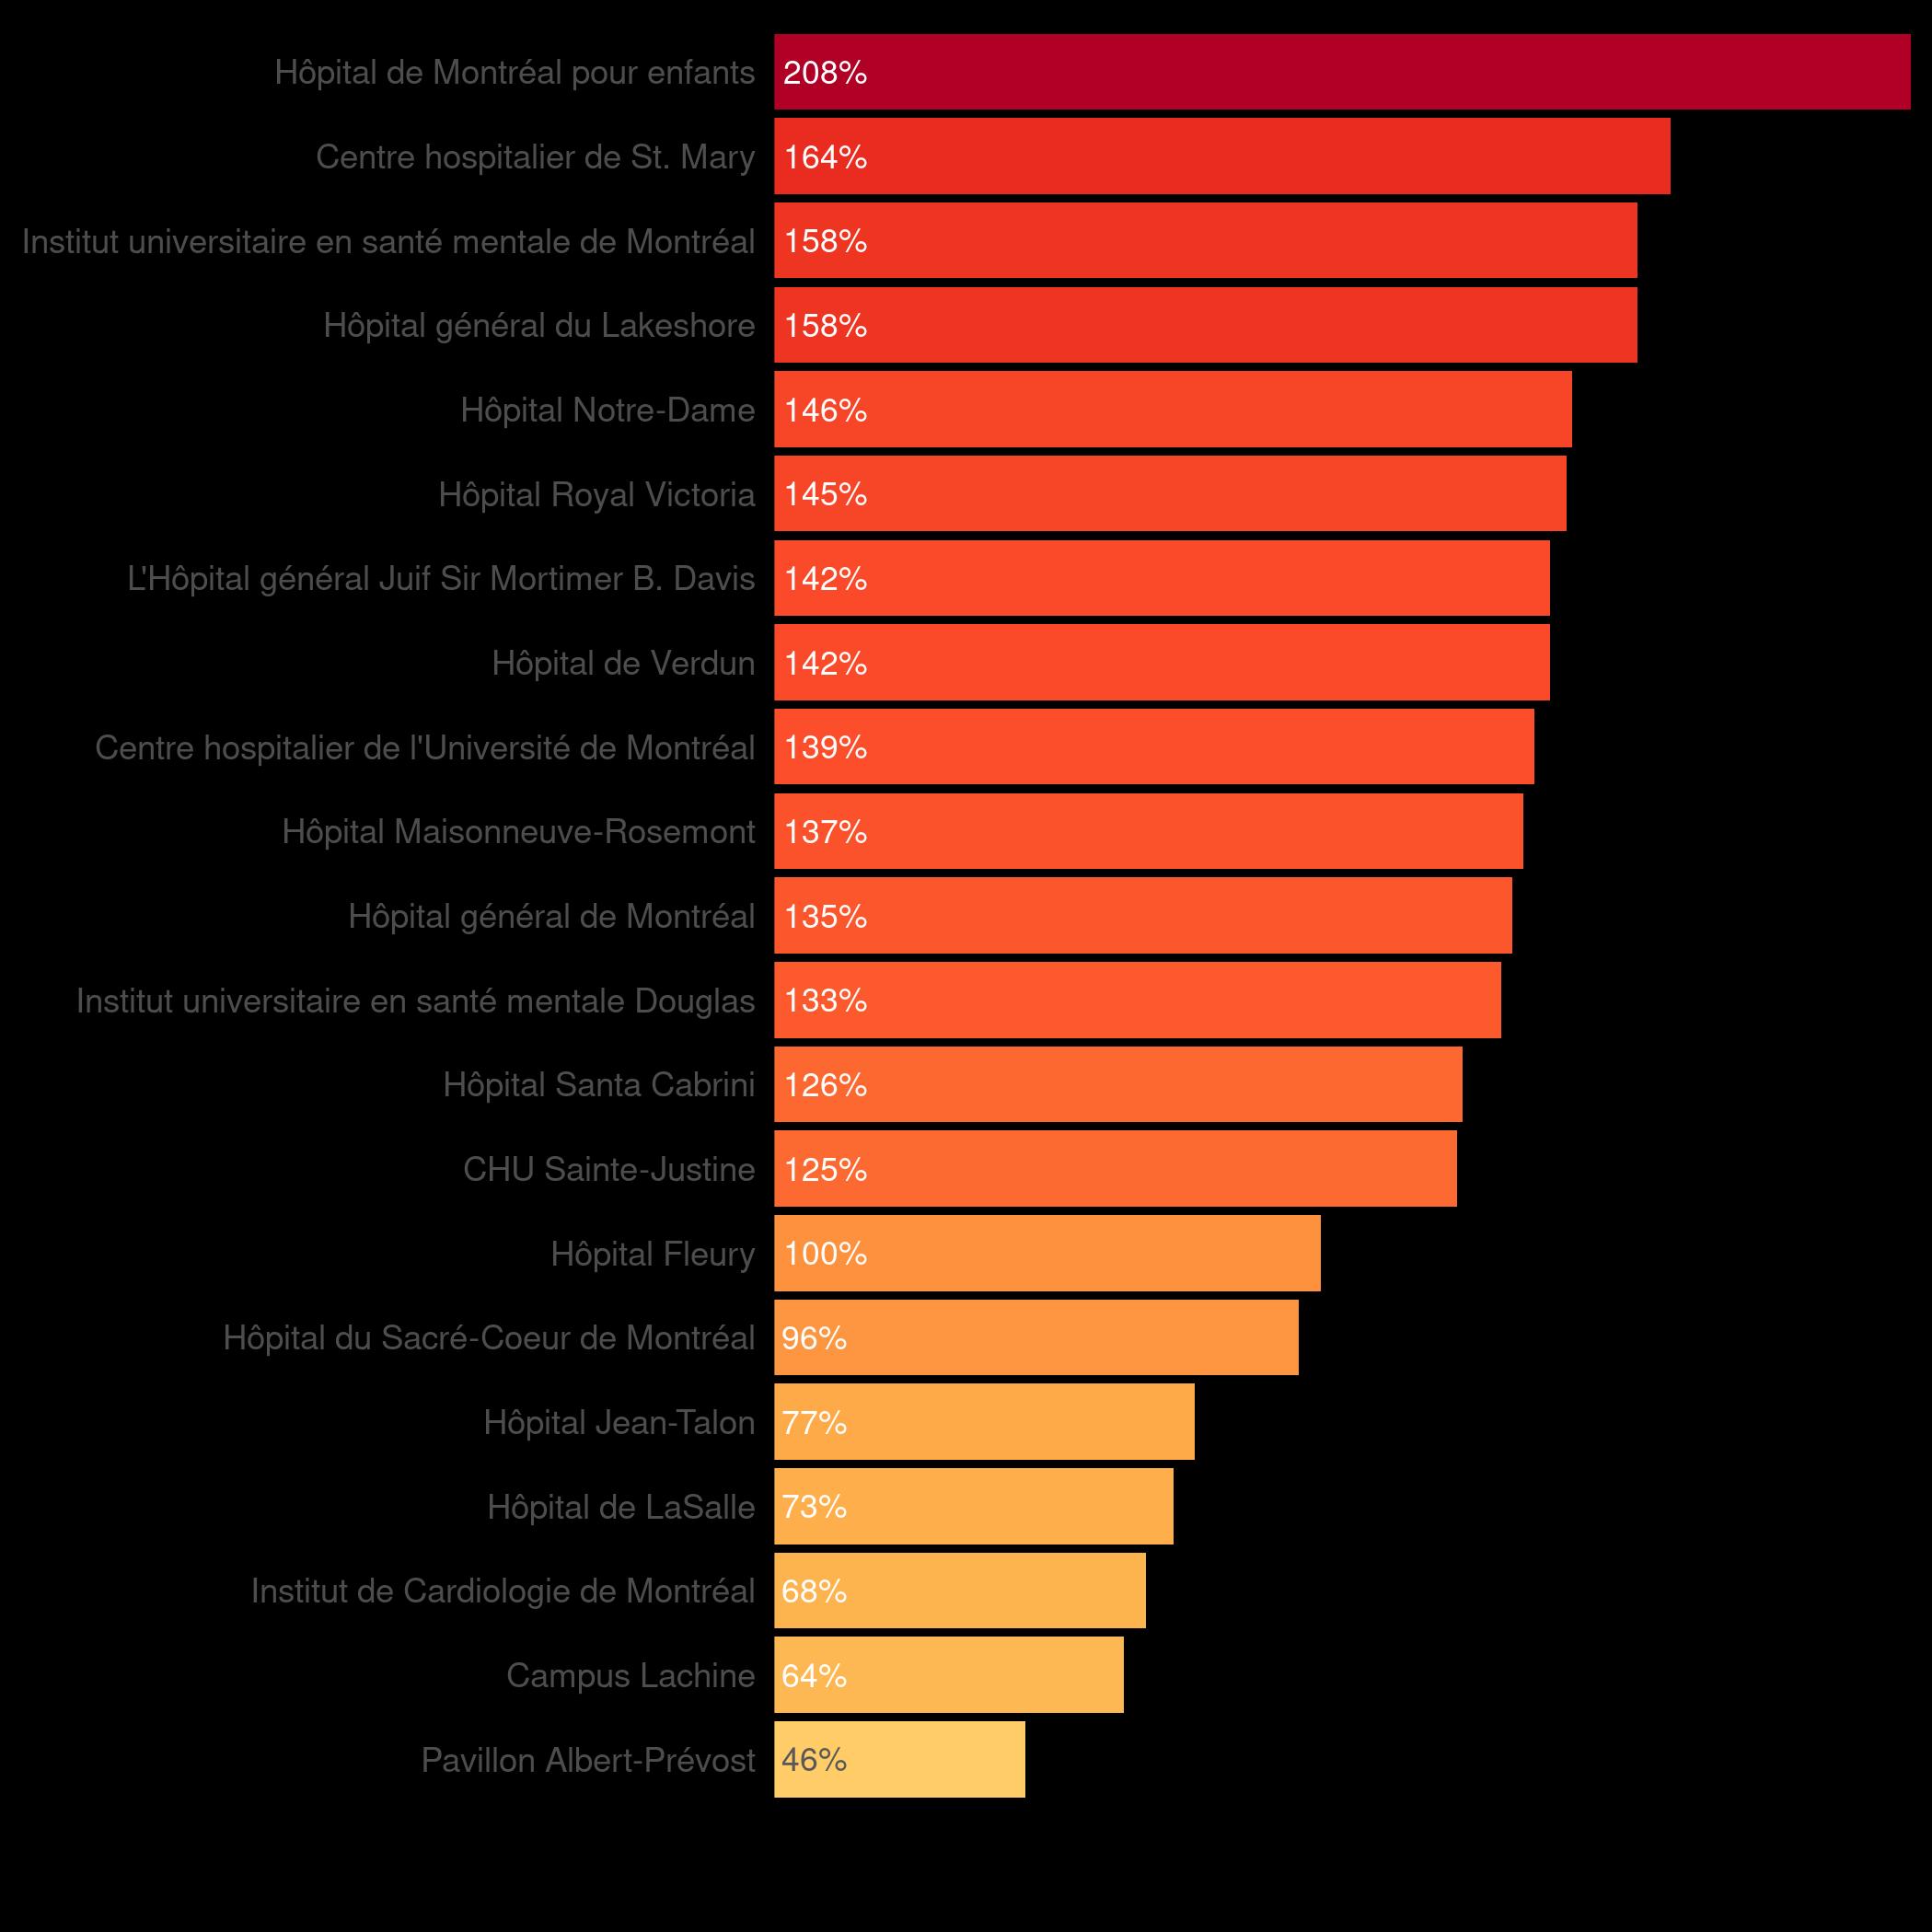 Hôpital de Montréal pour enfants 208%
Centre hospitalier de St. Mary 164%
Institut universitaire en santé mentale de Montréal 158%
Hôpital général du Lakeshore 158%
Hôpital Notre-Dame 146%
Hôpital Royal Victoria 145%
L'Hôpital général Juif Sir Mortimer B. Davis 142%
Hôpital de Verdun 142%
Centre hospitalier de l'Université de Montréal 139%
Hôpital Maisonneuve-Rosemont 137%
Hôpital général de Montréal 135%
Institut universitaire en santé mentale Douglas 133%
Hôpital Santa Cabrini 126%
CHU Sainte-Justine 125%
Hôpital Fleury 100%
Hôpital du Sacré-Coeur de Montréal 96%
Hôpital Jean-Talon 77%
Hôpital de LaSalle 73%
Institut de Cardiologie de Montréal 68%
Campus Lachine 64%
Pavillon Albert-Prévost 46%